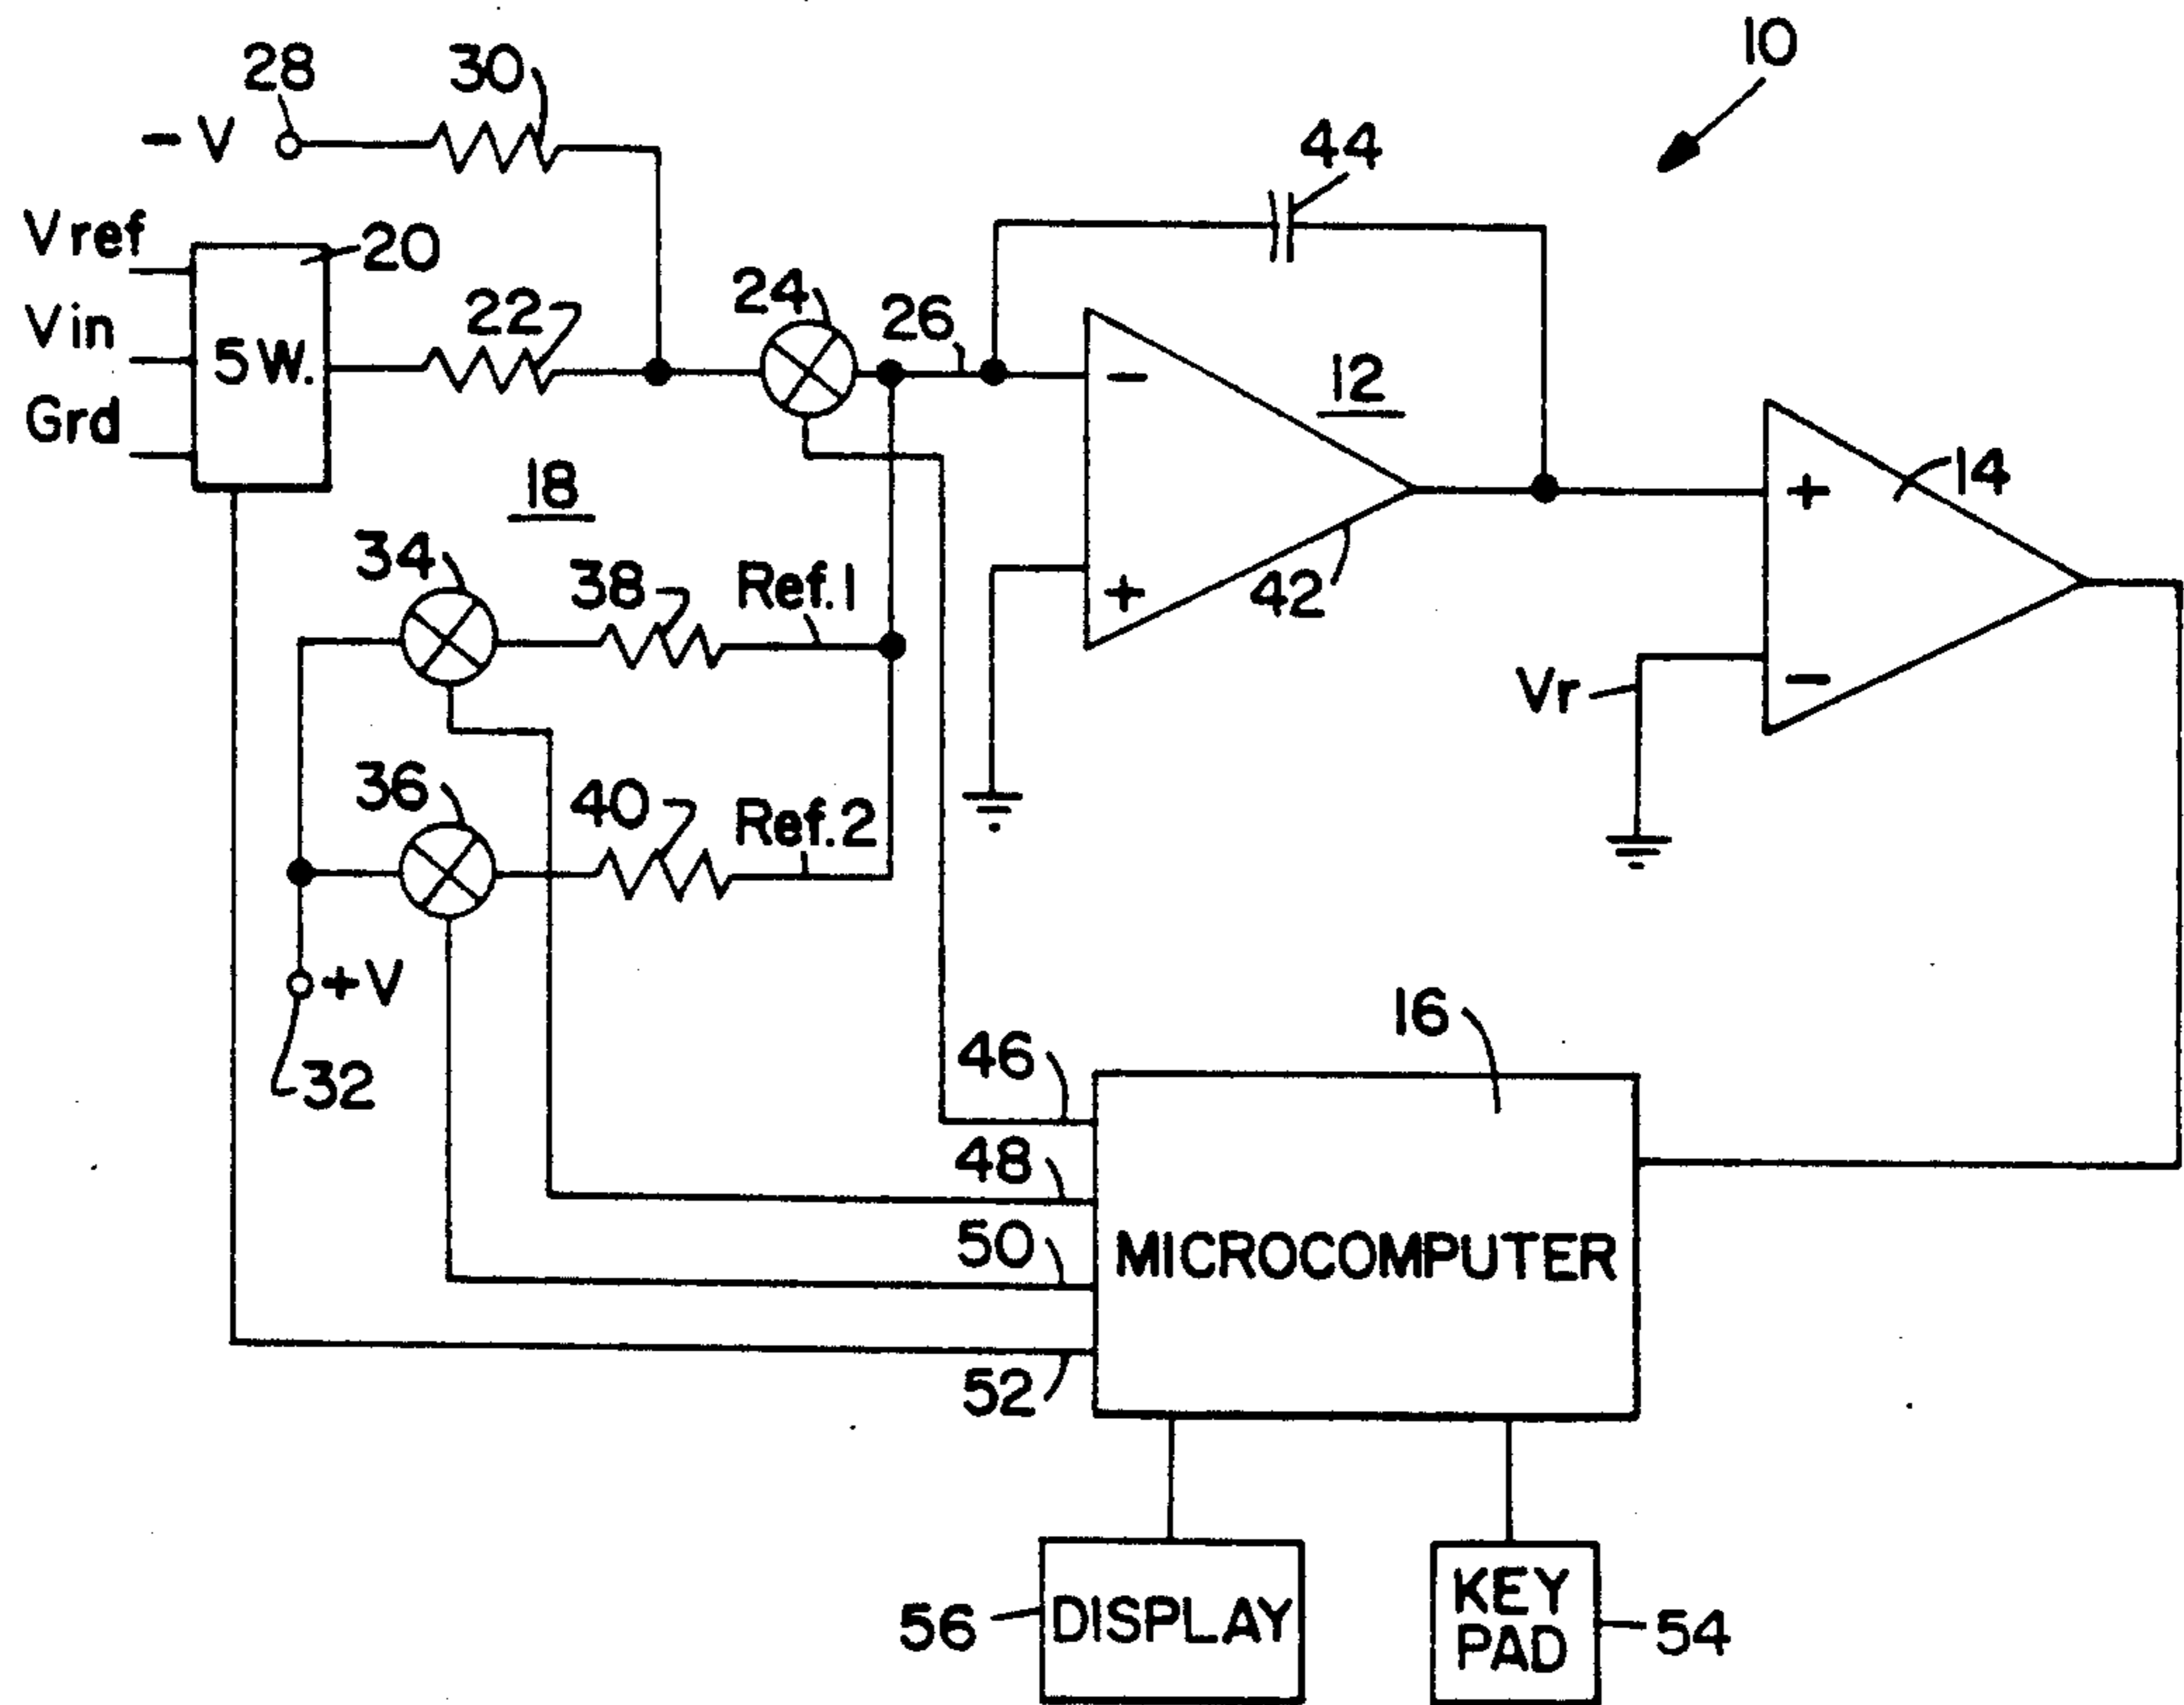 10
28
30
- V
44
Vref
20
24
26
Vin
22
5W.
12
Grd
-
18
14
+
34
38
Ref.1
42
+
Vr
-
36
40
Ref.2
+V
16
32
46
48
50
MICROCOMPUTER
52
56
DISPLAY
KEY
PAD
54